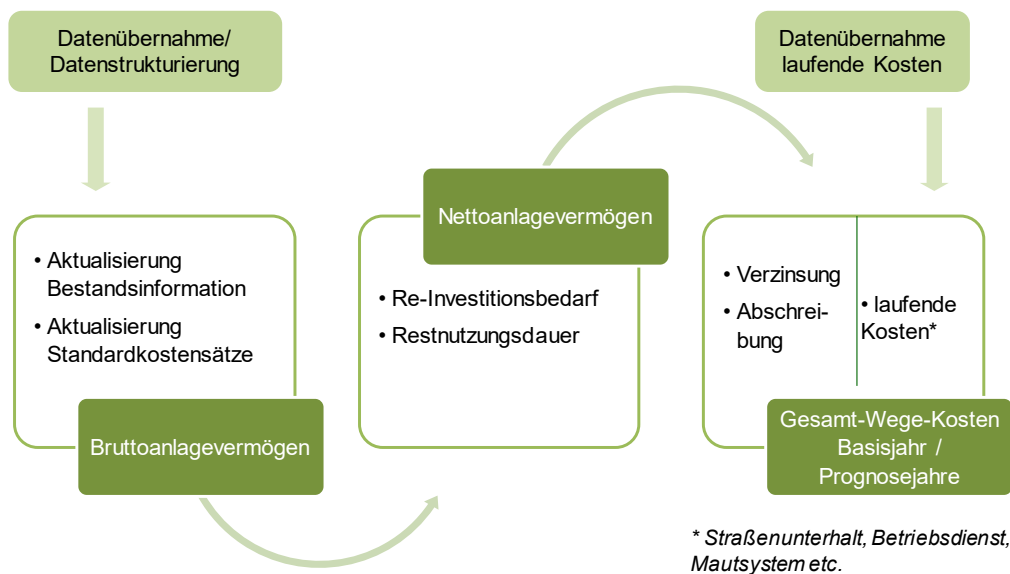 Datenübernahme/
Datenstrukturierung
Datenübernahme
laufende Kosten
• Aktualisierung
Bestandsinformation
• Aktualisierung
Standardkostensätze
Bruttoanlagevermögen
Nettoanlagevermögen
• Re-Investitionsbedarf
• Restnutzungsdauer
• Verzinsung
• Abschrei-
bung
• laufende
Kosten*
Gesamt-Wege-Kosten
Basisjahr /
Prognosejahre
* Straßenunterhalt, Betriebsdienst,
Mautsystem etc.